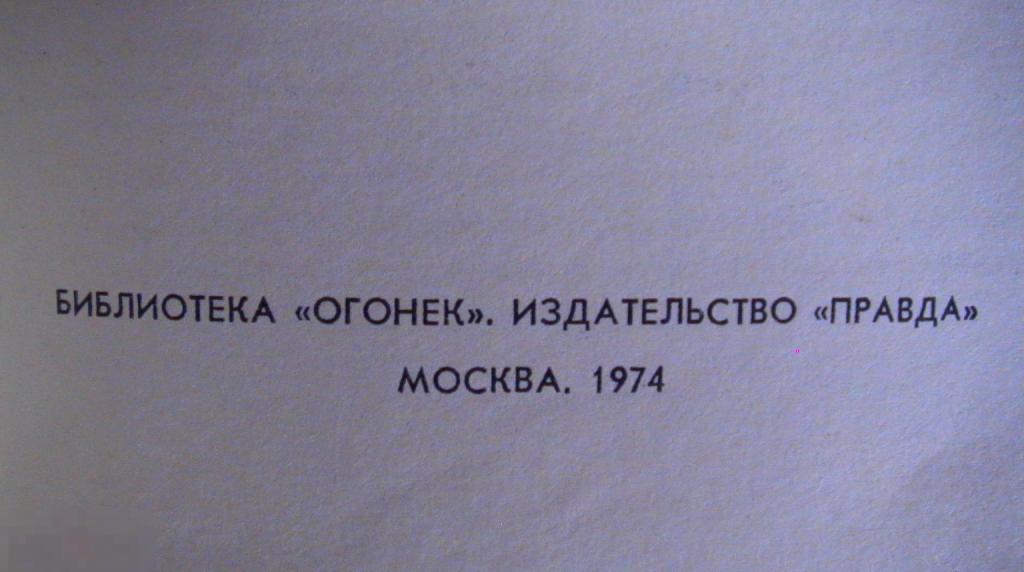 БИБЛИОТЕКА «ОГОНЕК». ИЗДАТЕЛЬСТВО «ПРАВДА»
МОСКВА. 1974